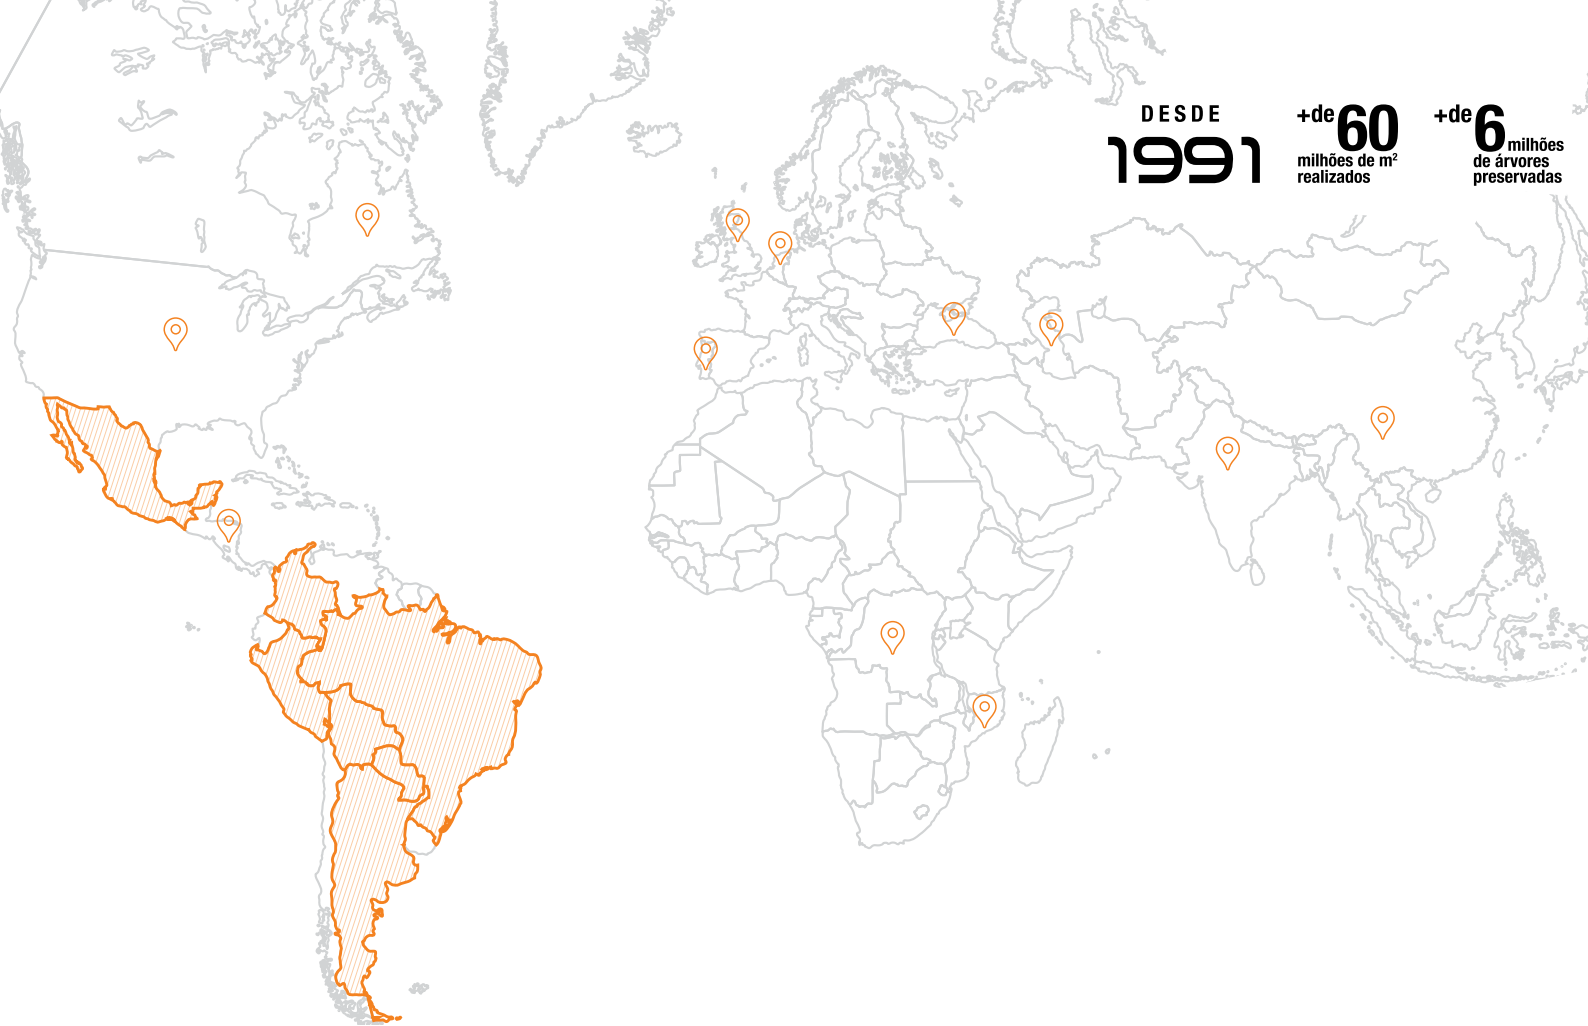 DESDE
1991
+de 60
milhões de m²
realizados
+de 6 milhões
de árvores
preservadas